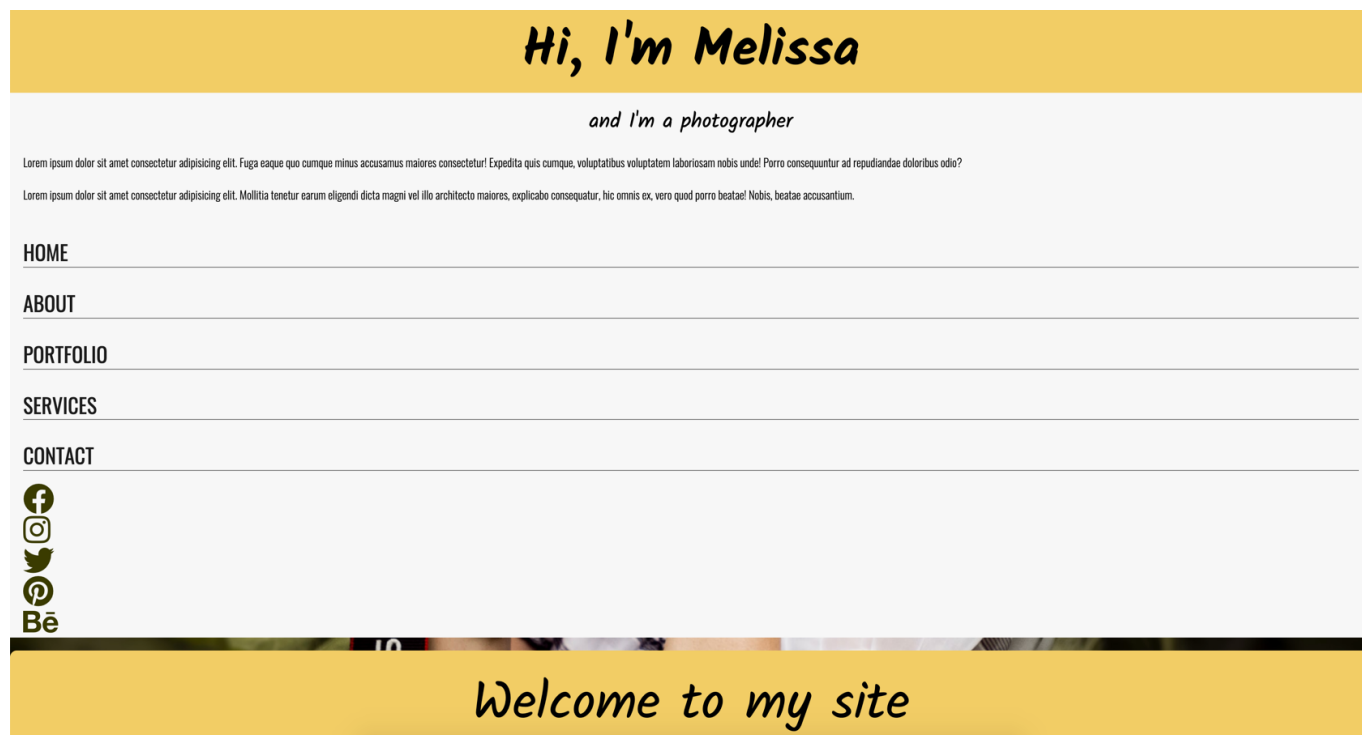 Hi, I'm Melissa
and I'm a photographer
Lorem ipsum dolor sit amet consectetur adipisicing elit. Fuga eaque quo cumque minus accusamus maiores consectetur! Expedita quis cumque, voluptatibus voluptatem laboriosam nobis unde! Porro consequuntur ad repudiandae doloribus odio?
Lorem ipsum dolor sit amet consectetur adipisicing elit. Mollitia tenetur earum eligendi dicta magni vel illo architecto maiores, explicabo consequatur, hic omnis ex, vero quod porro beatae! Nobis, beatae accusantium.
HOME
ABOUT
PORTFOLIO
SERVICES
CONTACT
Bē
Welcome to my site